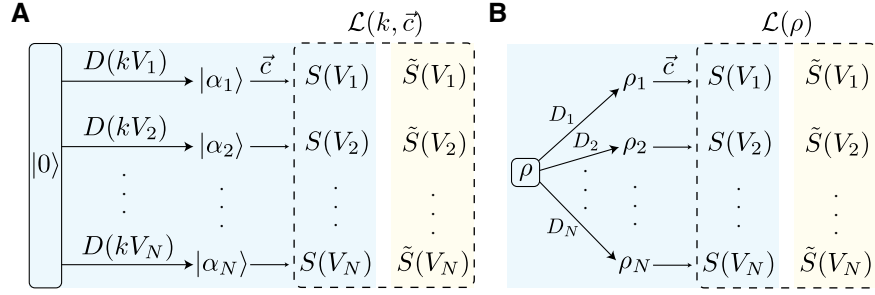 A
ℒ(k, c⃗)
|0⟩
D(kV₁) |α₁⟩ c⃗ S(V₁) S̃(V₁)
D(kV₂) |α₂⟩ S(V₂) S̃(V₂)
D(kV_N) |α_N⟩ S(V_N) S̃(V_N)
B
ℒ(ρ)
ρ
D₁ ρ₁ c⃗ S(V₁) S̃(V₁)
D₂ ρ₂ S(V₂) S̃(V₂)
D_N ρ_N S(V_N) S̃(V_N)